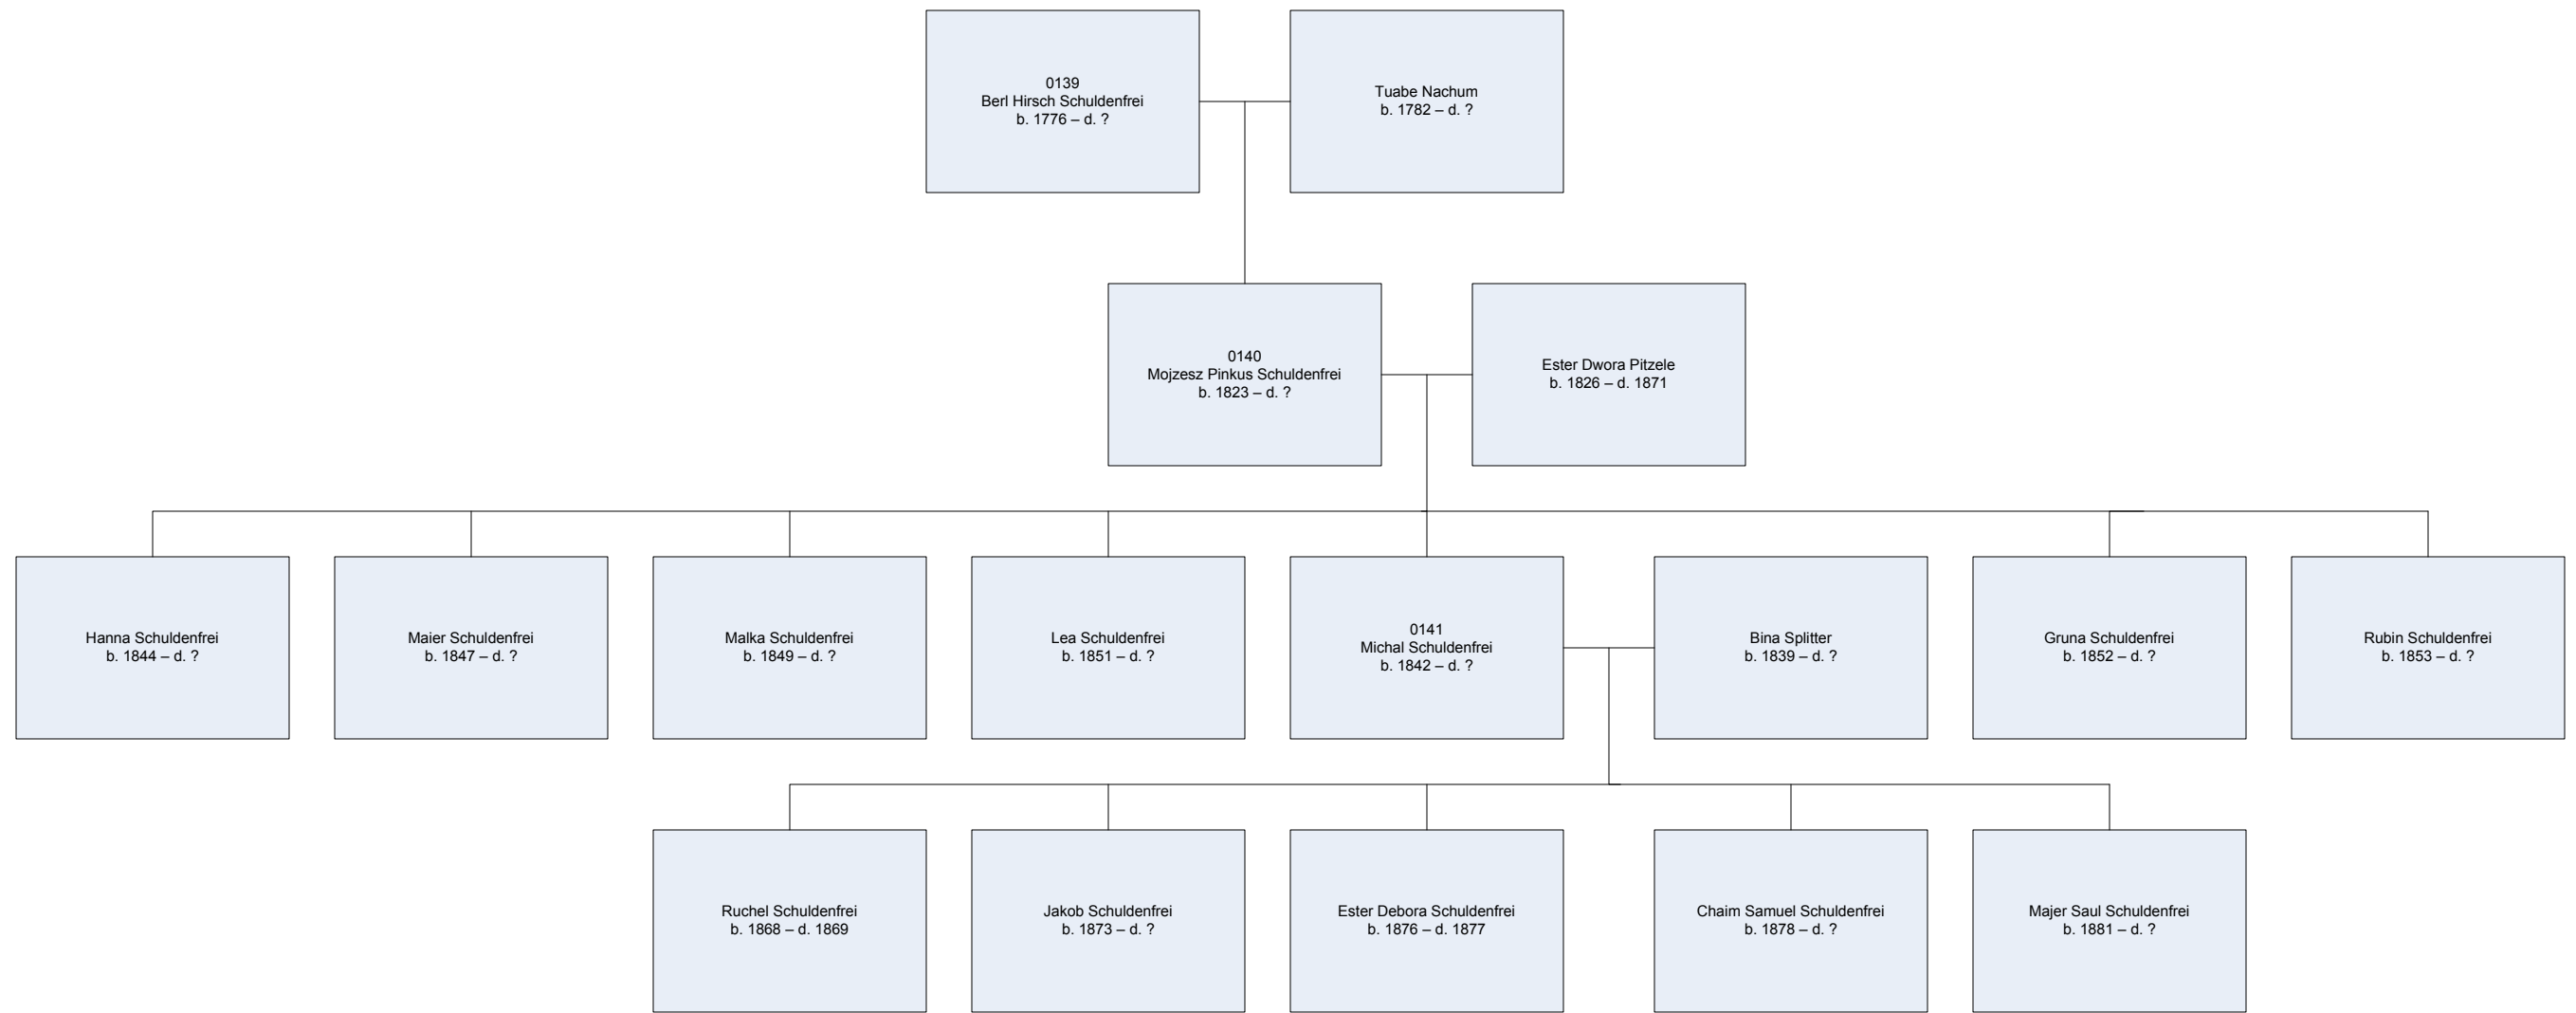 0139
Berl Hirsch Schuldenfrei
b. 1776 – d. ?
Tuabe Nachum
b. 1782 – d. ?
0140
Mojzesz Pinkus Schuldenfrei
b. 1823 – d. ?
Ester Dwora Pitzele
b. 1826 – d. 1871
Hanna Schuldenfrei
b. 1844 – d. ?
Maier Schuldenfrei
b. 1847 – d. ?
Malka Schuldenfrei
b. 1849 – d. ?
Lea Schuldenfrei
b. 1851 – d. ?
0141
Michal Schuldenfrei
b. 1842 – d. ?
Bina Splitter
b. 1839 – d. ?
Gruna Schuldenfrei
b. 1852 – d. ?
Rubin Schuldenfrei
b. 1853 – d. ?
Ruchel Schuldenfrei
b. 1868 – d. 1869
Jakob Schuldenfrei
b. 1873 – d. ?
Ester Debora Schuldenfrei
b. 1876 – d. 1877
Chaim Samuel Schuldenfrei
b. 1878 – d. ?
Majer Saul Schuldenfrei
b. 1881 – d. ?